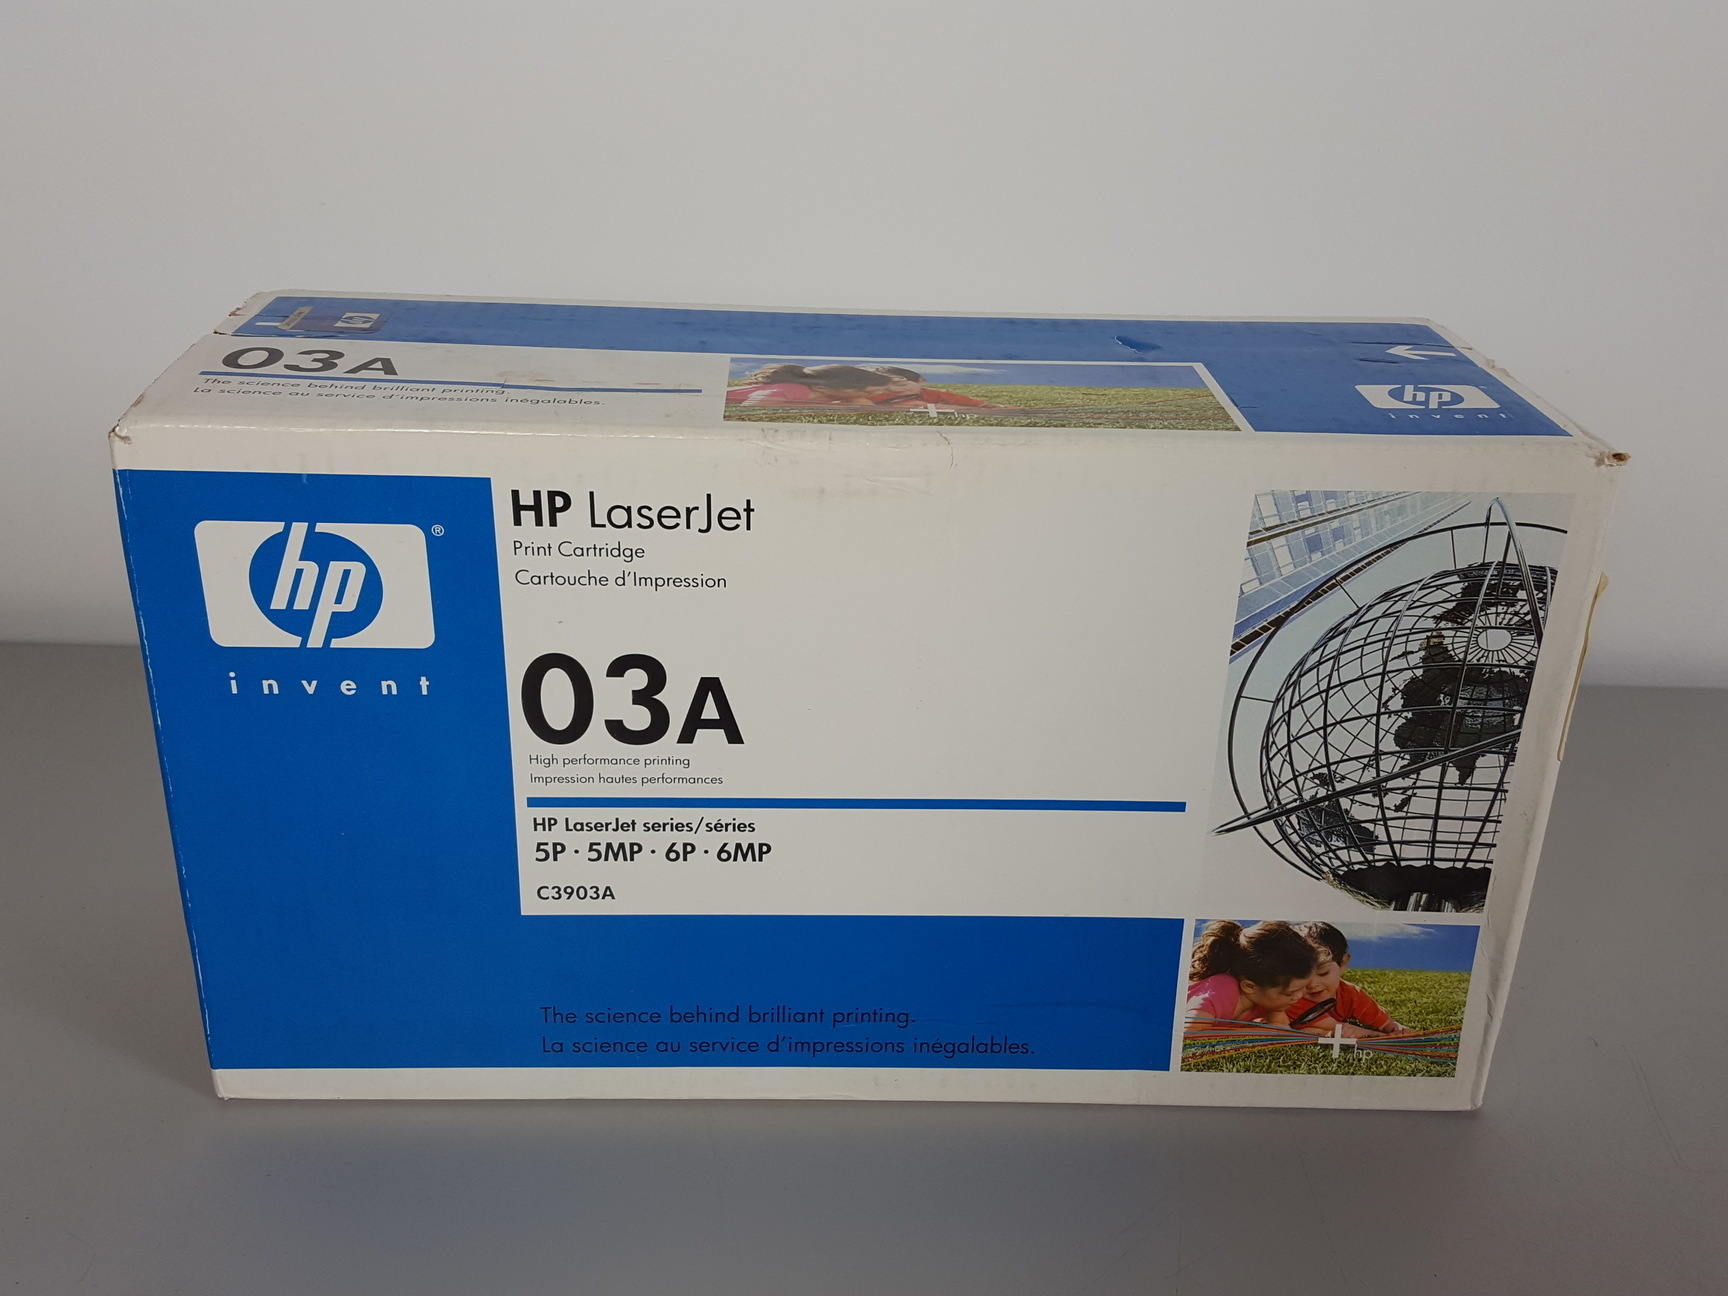 03A
The science behind brilliant printing.
La science au service d'impressions inégalables.
hp
invent
hp
invent
HP LaserJet
Print Cartridge
Cartouche d'Impression
03A
High performance printing
Impression hautes performances
HP LaserJet series/séries
5P · 5MP · 6P · 6MP
C3903A
The science behind brilliant printing.
La science au service d'impressions inégalables.
+hp